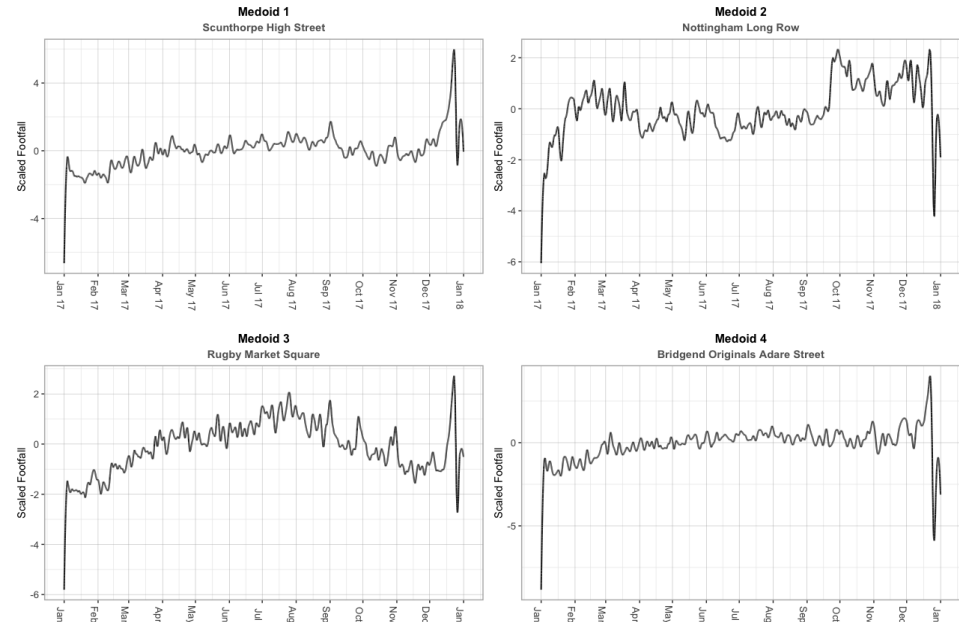 Medoid 1
Scunthorpe High Street
Scaled Footfall
4
0
-4
Jan 17
Feb 17
Mar 17
Apr 17
May 17
Jun 17
Jul 17
Aug 17
Sep 17
Oct 17
Nov 17
Dec 17
Jan 18
Medoid 2
Nottingham Long Row
Scaled Footfall
2
0
-2
-4
-6
Jan 17
Feb 17
Mar 17
Apr 17
May 17
Jun 17
Jul 17
Aug 17
Sep 17
Oct 17
Nov 17
Dec 17
Jan 18
Medoid 3
Rugby Market Square
Scaled Footfall
2
0
-2
-4
-6
Jan
Feb
Mar
Apr
May
Jun
Jul
Aug
Sep
Oct
Nov
Dec
Jan
Medoid 4
Bridgend Originals Adare Street
Scaled Footfall
0
-5
Jan
Feb
Mar
Apr
May
Jun
Jul
Aug
Sep
Oct
Nov
Dec
Jan